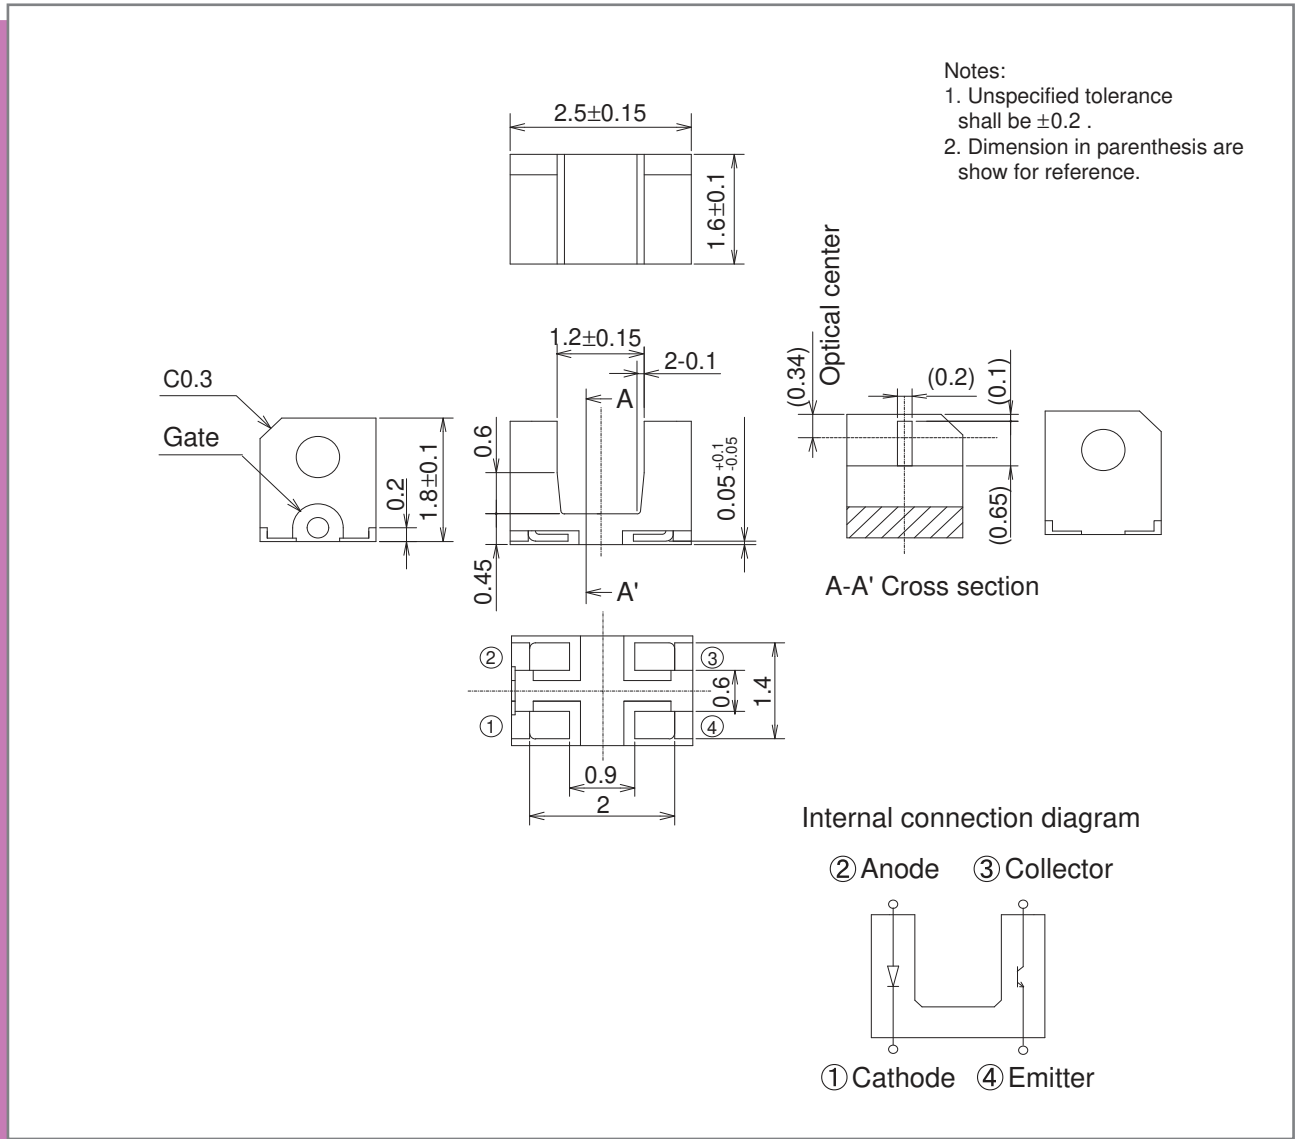 Notes:
1. Unspecified tolerance
shall be ±0.2 .
2. Dimension in parenthesis are
show for reference.
2.5±0.15
1.6±0.1
Optical center
1.2±0.15
2-0.1
(0.34)
(0.2)
(0.1)
C0.3
A
Gate
0.6
0.2
1.8±0.1
0.05 +0.1 -0.05
(0.65)
0.45
A'
A-A' Cross section
② ③
0.6
1.4
① ④
0.9
2
Internal connection diagram
② Anode ③ Collector
① Cathode ④ Emitter